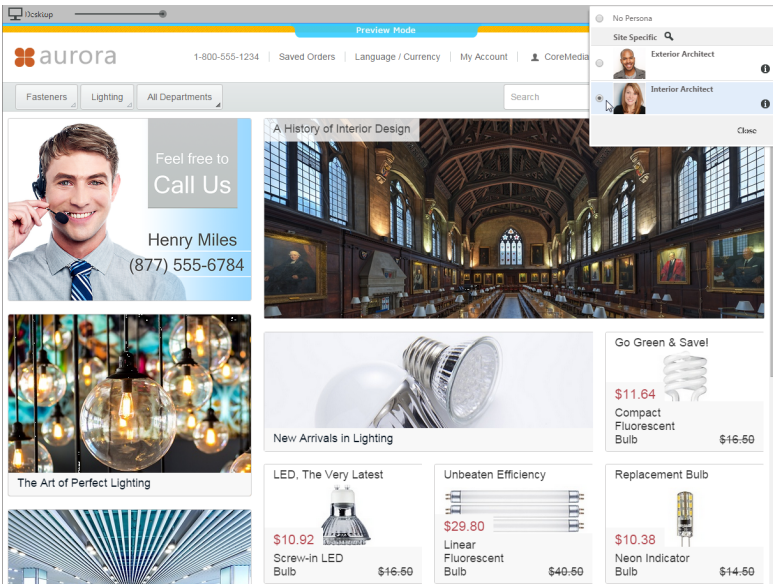 Desktop
Preview Mode
No Persona
Site Specific
Exterior Architect
Interior Architect
Close
aurora
1-800-555-1234
Saved Orders
Language / Currency
My Account
CoreMedia
Fasteners
Lighting
All Departments
Search
Feel free to
Call Us
Henry Miles
(877) 555-6784
A History of Interior Design
The Art of Perfect Lighting
New Arrivals in Lighting
Go Green & Save!
$11.64
Compact
Fluorescent
Bulb $16.50
LED, The Very Latest
$10.92
Screw-in LED
Bulb $16.50
Unbeaten Efficiency
$29.80
Linear
Fluorescent
Bulb $40.50
Replacement Bulb
$10.38
Neon Indicator
Bulb $14.50